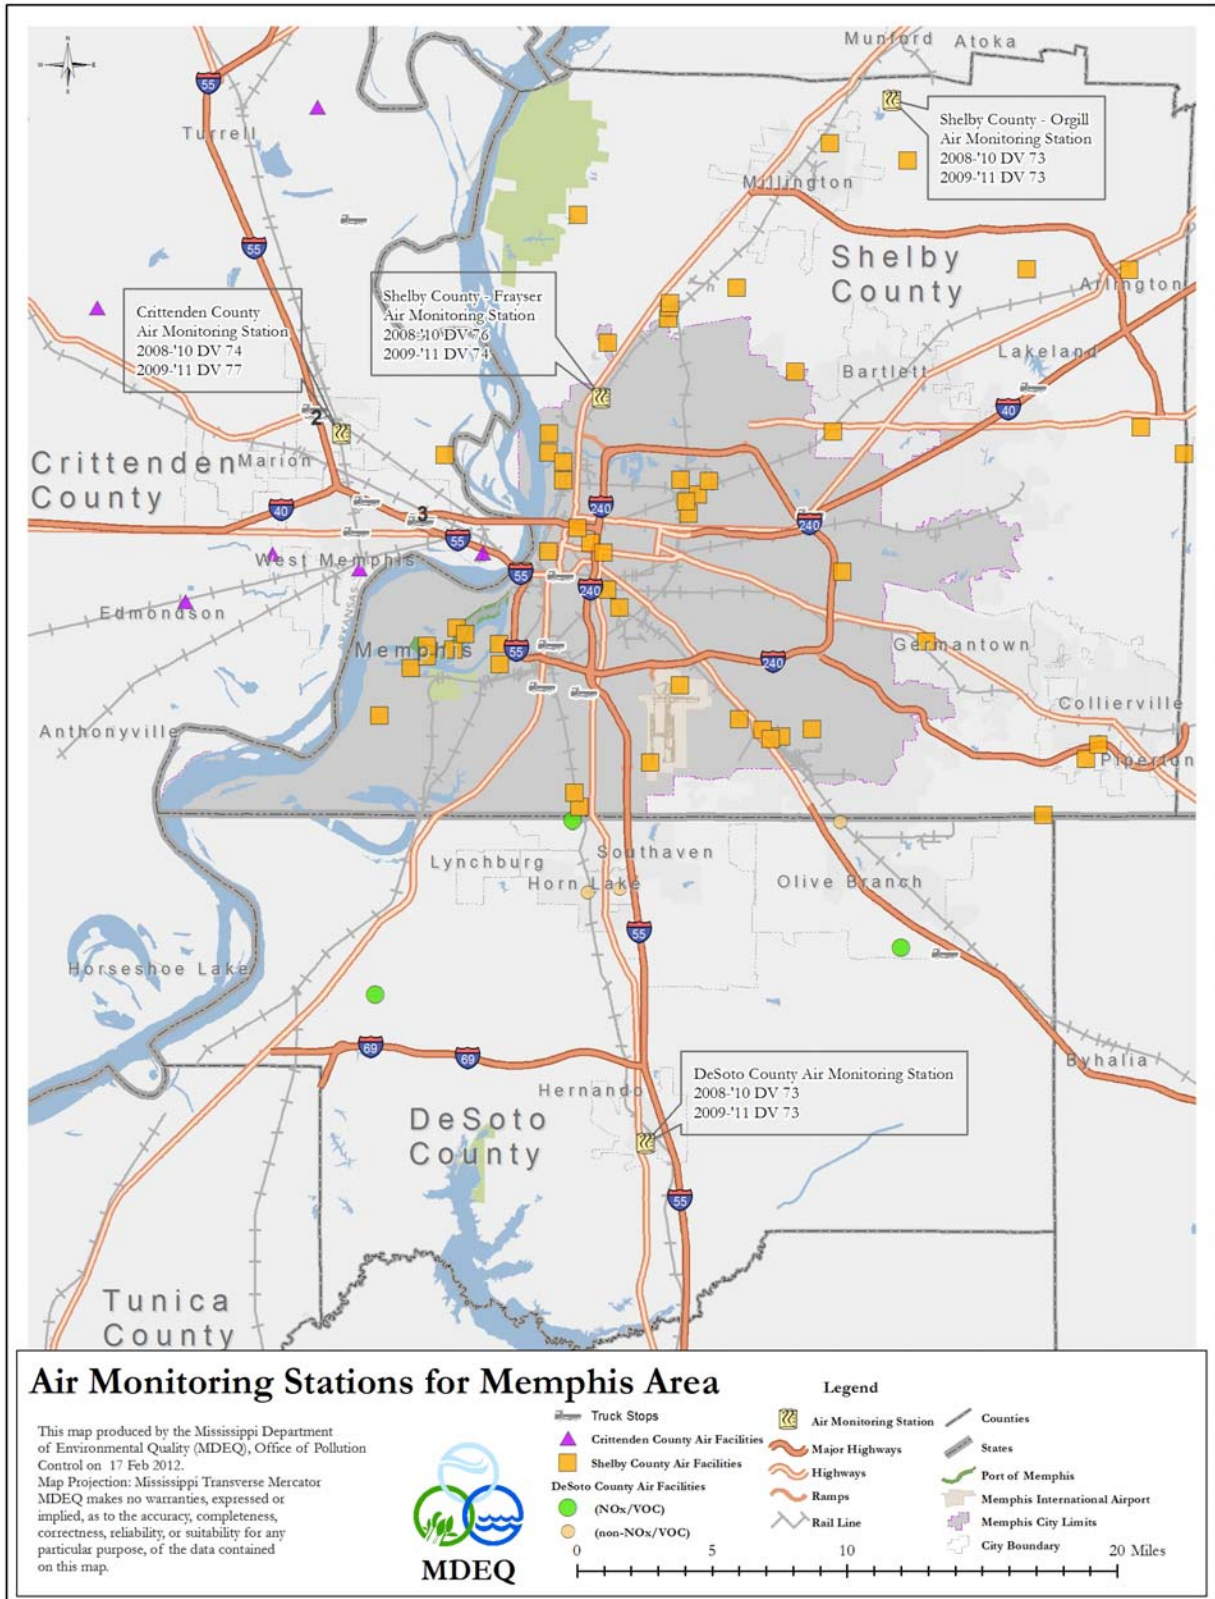 N
W
E
S
Munford
Atoka
55
Turrell
Shelby County - Orgill
Air Monitoring Station
2008-'10 DV 73
2009-'11 DV 73
Millington
55
Shelby
County
Arlington
Crittenden County
Air Monitoring Station
2008-'10 DV 74
2009-'11 DV 77
Shelby County - Frayser
Air Monitoring Station
2008-'10 DV 76
2009-'11 DV 74
Lakeland
Bartlett
40
2
Crittenden
County
Marion
40
3
240
240
55
West Memphis
55
240
Edmondson
ARKANSAS
Memphis
55
240
Germantown
Collierville
Anthonyville
Piperton
Lynchburg
Southaven
Horn Lake
Olive Branch
55
Horseshoe Lake
69
69
Byhalia
Hernando
DeSoto County Air Monitoring Station
2008-'10 DV 73
2009-'11 DV 73
DeSoto
County
55
Tunica
County
Air Monitoring Stations for Memphis Area
This map produced by the Mississippi Department
of Environmental Quality (MDEQ), Office of Pollution
Control on 17 Feb 2012.
Map Projection: Mississippi Transverse Mercator
MDEQ makes no warranties, expressed or
implied, as to the accuracy, completeness,
correctness, reliability, or suitability for any
particular purpose, of the data contained
on this map.
MDEQ
Legend
Truck Stops
Crittenden County Air Facilities
Shelby County Air Facilities
DeSoto County Air Facilities
(NOx/VOC)
(non-NOx/VOC)
Air Monitoring Station
Major Highways
Highways
Ramps
Rail Line
Counties
States
Port of Memphis
Memphis International Airport
Memphis City Limits
City Boundary
0 5 10 20 Miles